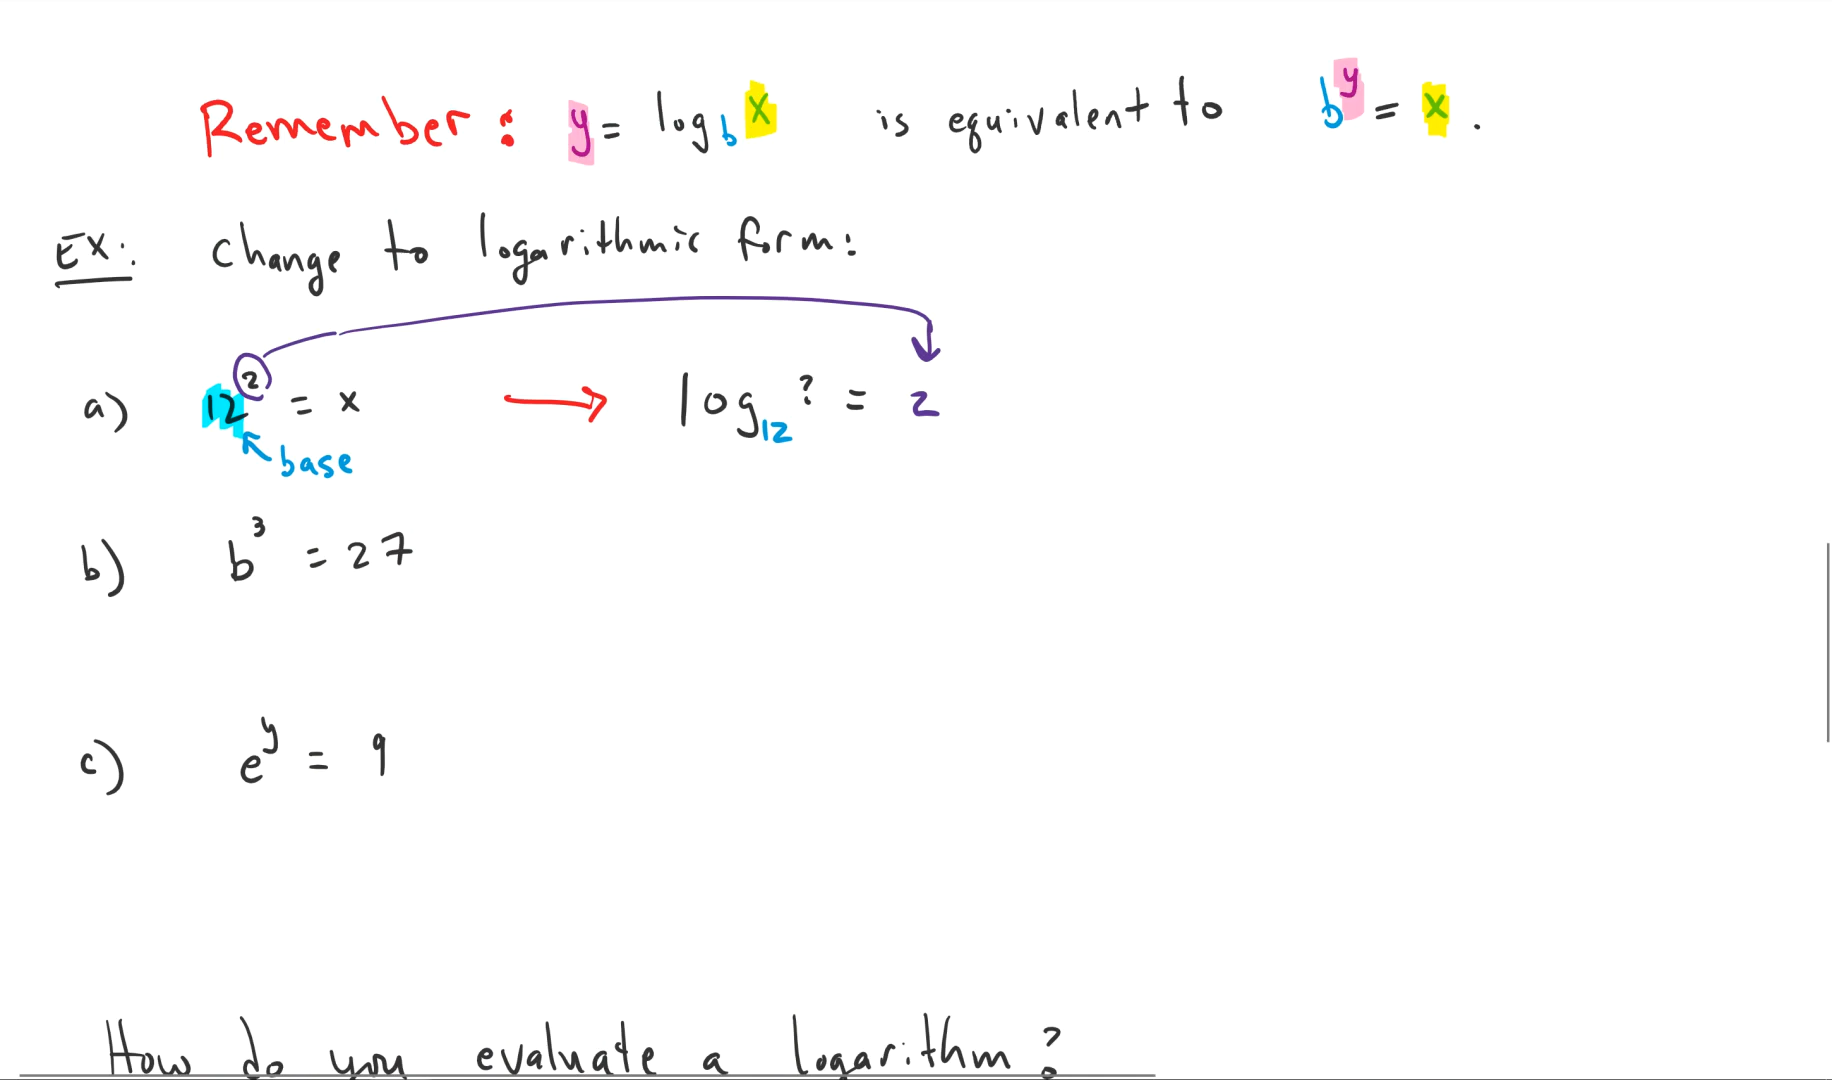 Remember: y = log_b x is equivalent to b^y = x.
Ex: Change to logarithmic form:
a) 12^2 = x → log_12 ? = 2
base
b) b^3 = 27
c) e^y = 9
How do you evaluate a logarithm?